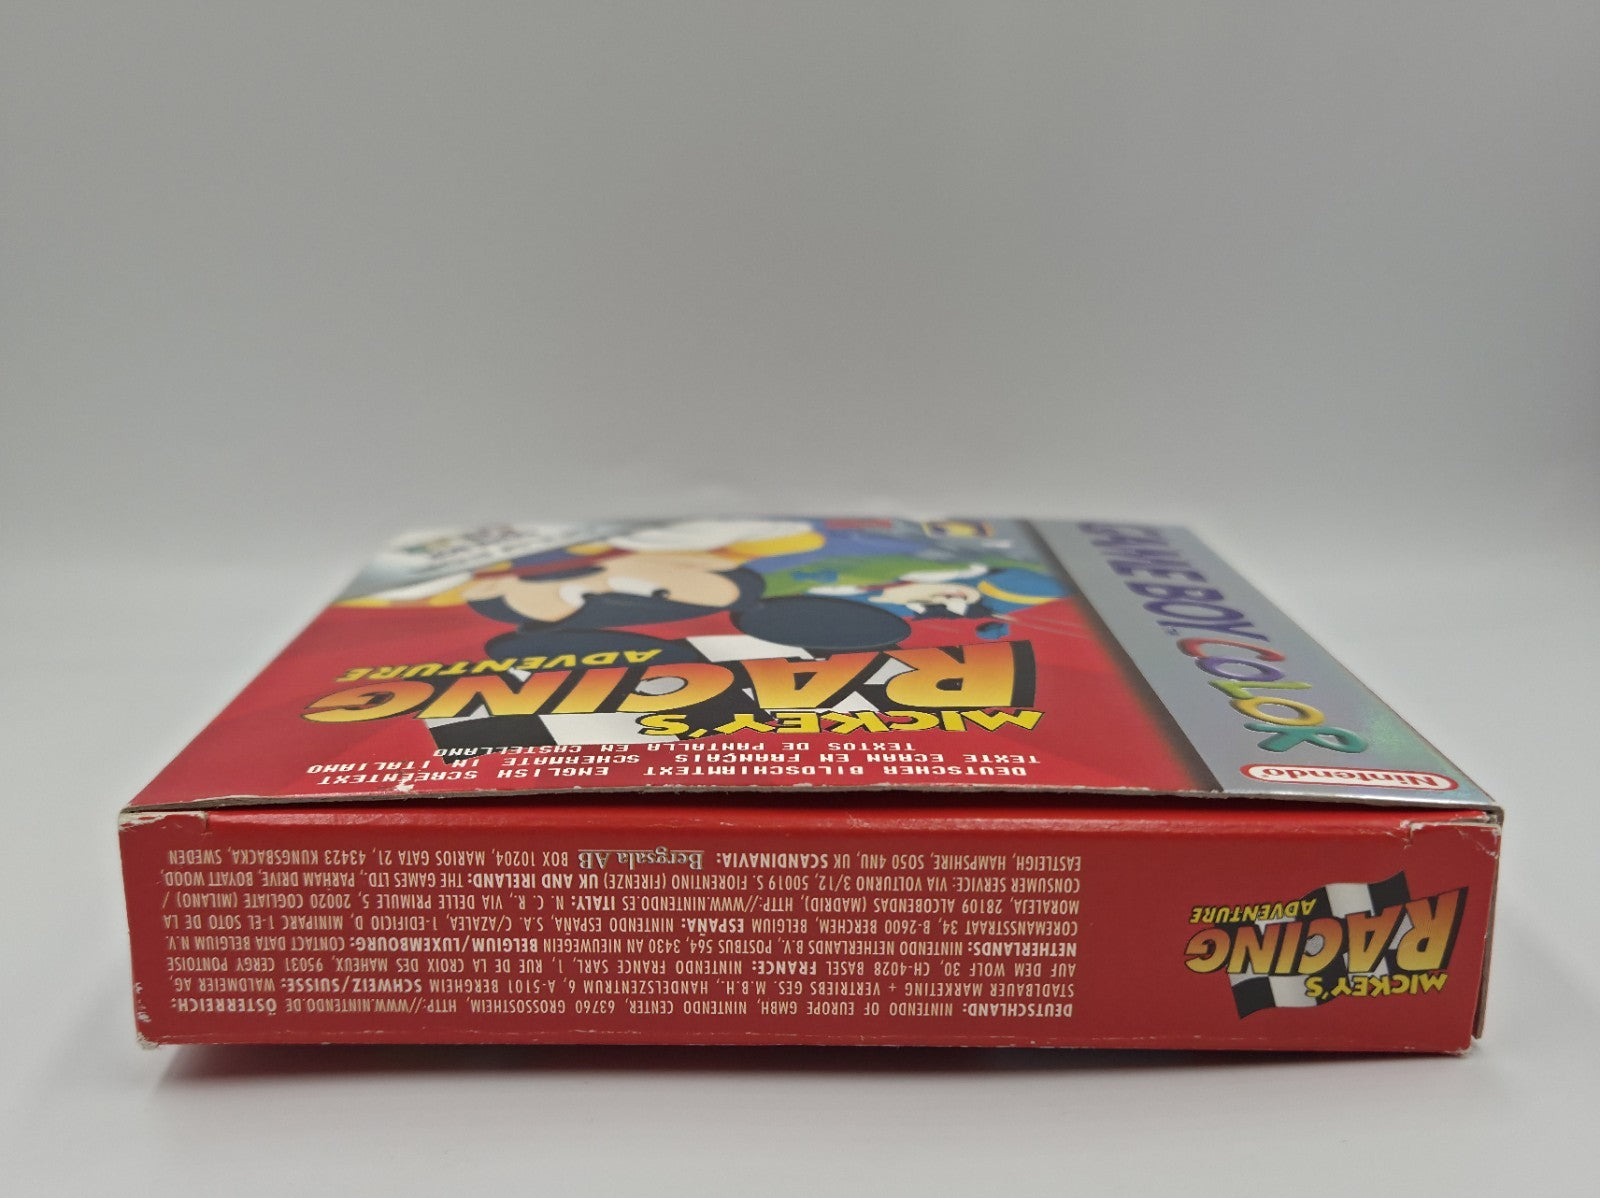 DEUTSCHLAND: NINTENDO OF EUROPE GMBH, NINTENDO CENTER, 63760 GROSSOSTHEIM, HTTP://WWW.NINTENDO.DE ÖSTERREICH:
STADLBAUER MARKETING + VERTRIEBS GES. M.B.H., HANDELSZENTRUM 6, A-5101 BERGHEIM SCHWEIZ/SUISSE: WALDMEIER AG,
AUF DEM WOLF 30, CH-4028 BASEL FRANCE: NINTENDO FRANCE SARL, 1, RUE DE LA CROIX DES MAHEUX, 95031 CERGY PONTOISE
NETHERLANDS: NINTENDO NETHERLANDS B.V., POSTBUS 564, 3430 AN NIEUWEGEIN BELGIUM/LUXEMBOURG: CONTACT DATA BELGIUM N.V.
COREMANSSTRAAT 34, B-2600 BERCHEM, BELGIUM ESPAÑA: NINTENDO ESPAÑA, S.A. C/AZALEA, 1-EDIFICIO D, MINIPARC 1-EL SOTO DE LA
MORALEJA, 28109 ALCOBENDAS (MADRID), HTTP://WWW.NINTENDO.ES ITALY: N. C. R., VIA DELLE PRIMULE 5, 20020 COGLIATE (MILANO) /
CONSUMER SERVICE: VIA VOLTURNO 3/12, 50019 S. FIORENTINO (FIRENZE) UK AND IRELAND: THE GAMES LTD., PARHAM DRIVE, BOYATT WOOD,
EASTLEIGH, HAMPSHIRE, SO50 4NU, UK SCANDINAVIA: Bergsala AB BOX 10204, MARIOS GATA 21, 43423 KUNGSBACKA, SWEDEN
MICKEY'S
RACING
ADVENTURE
Nintendo
GAME BOY COLOR
DEUTSCHER BILDSCHIRMTEXT ENGLISH SCREENTEXT
TEXTE ECRAN EN FRANÇAIS SCHERMATE IN ITALIANO
TEXTOS DE PANTALLA EN CASTELLANO
MICKEY'S
RACING
ADVENTURE